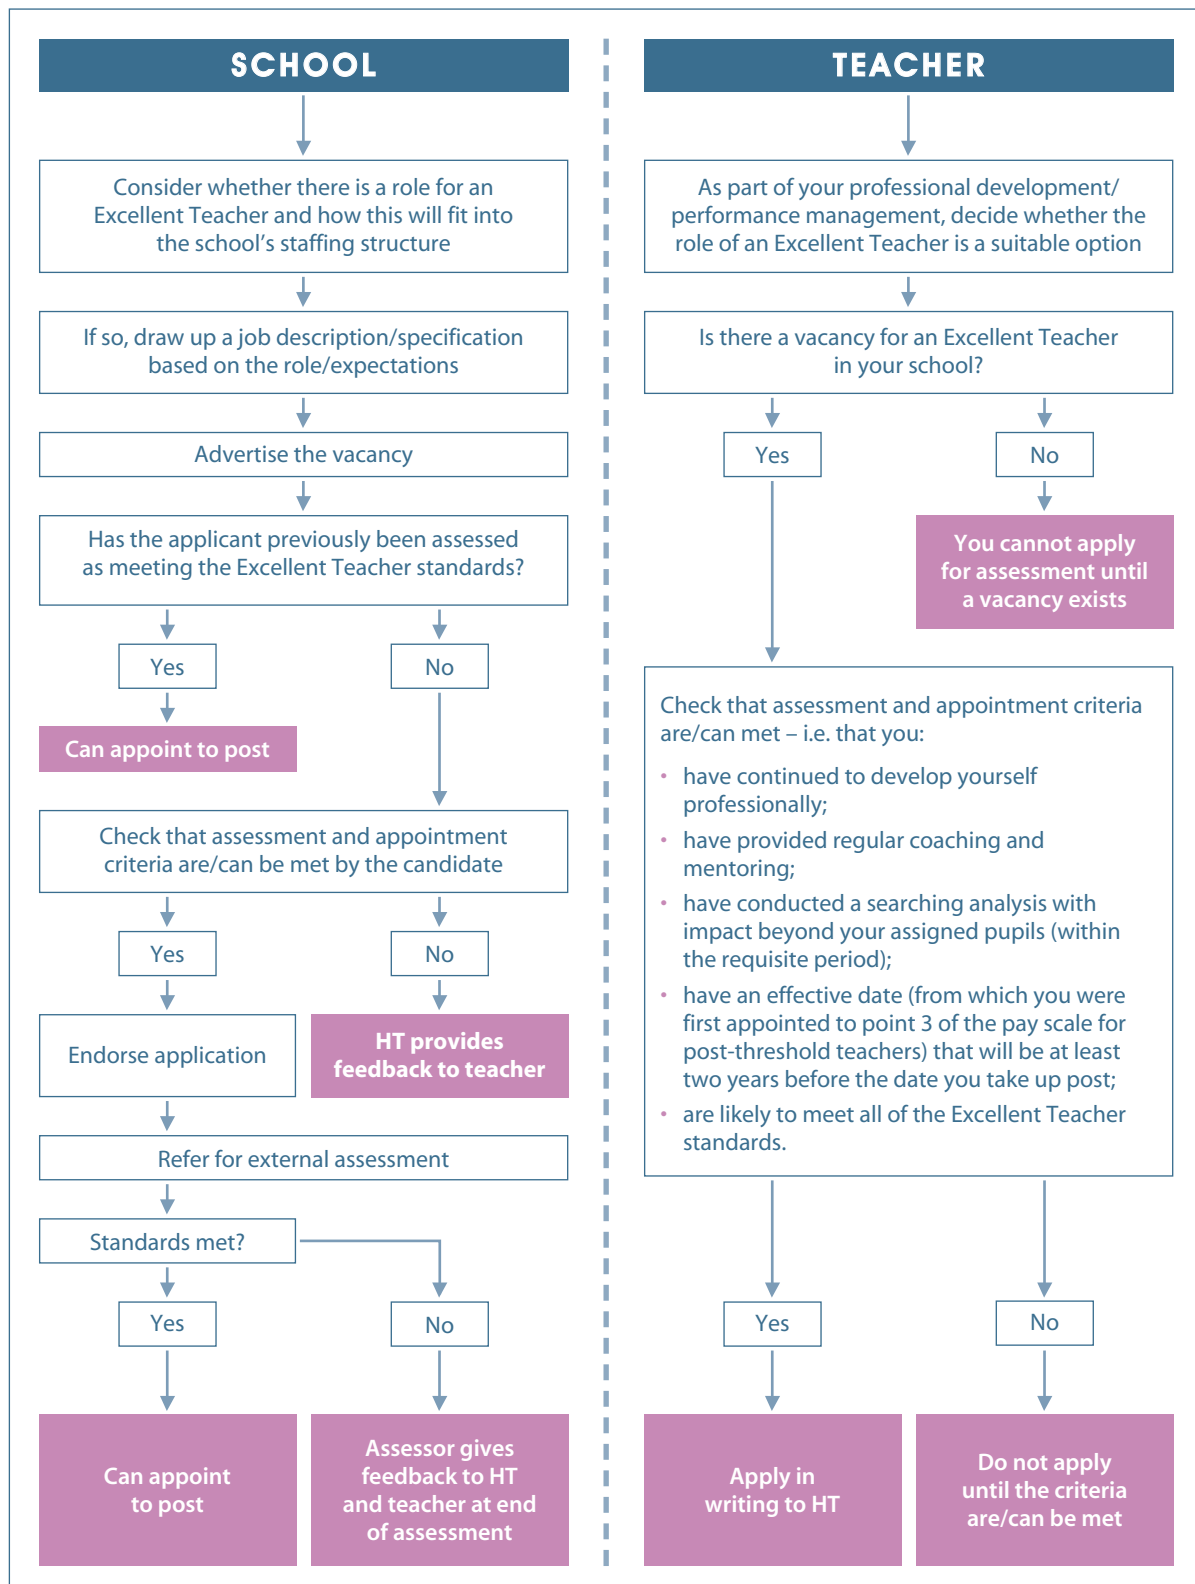 SCHOOL
Consider whether there is a role for an
Excellent Teacher and how this will fit into
the school's staffing structure
If so, draw up a job description/specification
based on the role/expectations
Advertise the vacancy
Has the applicant previously been assessed
as meeting the Excellent Teacher standards?
Yes
No
Can appoint to post
Check that assessment and appointment
criteria are/can be met by the candidate
Yes
No
Endorse application
HT provides
feedback to teacher
Refer for external assessment
Standards met?
Yes
No
Can appoint
to post
Assessor gives
feedback to HT
and teacher at end
of assessment
TEACHER
As part of your professional development/
performance management, decide whether the
role of an Excellent Teacher is a suitable option
Is there a vacancy for an Excellent Teacher
in your school?
Yes
No
You cannot apply
for assessment until
a vacancy exists
Check that assessment and appointment criteria
are/can met – i.e. that you:
• have continued to develop yourself
professionally;
• have provided regular coaching and
mentoring;
• have conducted a searching analysis with
impact beyond your assigned pupils (within
the requisite period);
• have an effective date (from which you were
first appointed to point 3 of the pay scale for
post-threshold teachers) that will be at least
two years before the date you take up post;
• are likely to meet all of the Excellent Teacher
standards.
Yes
No
Apply in
writing to HT
Do not apply
until the criteria
are/can be met